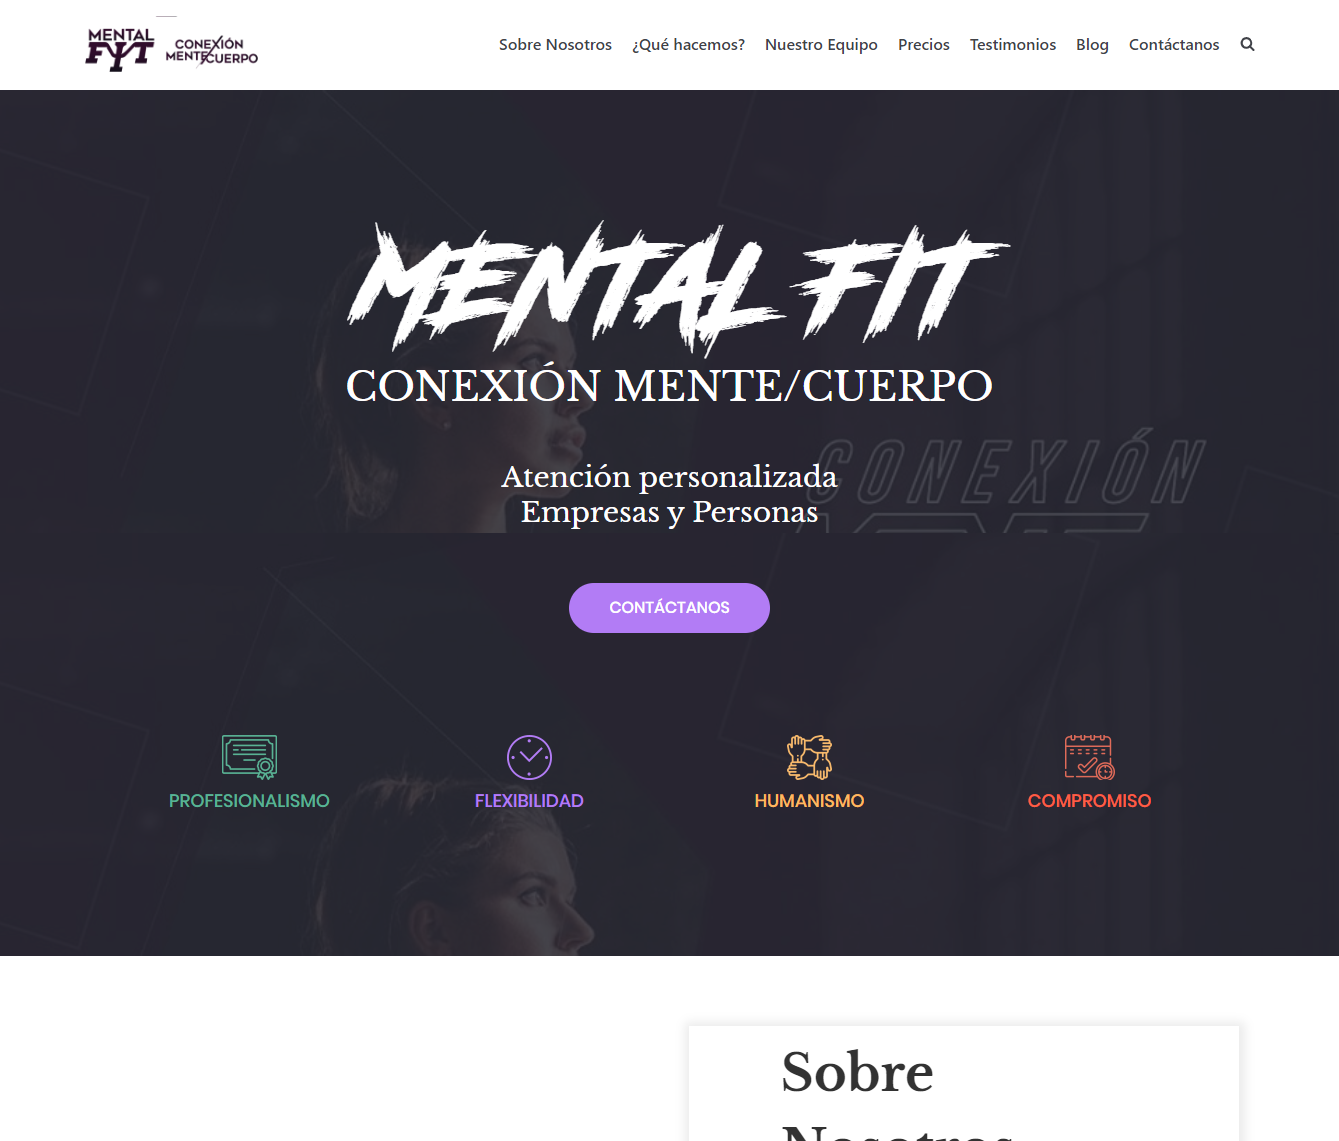 MENTAL
FYT
CONEXIÓN
MENTE/CUERPO
Sobre Nosotros
¿Qué hacemos?
Nuestro Equipo
Precios
Testimonios
Blog
Contáctanos
MENTAL FIT
CONEXIÓN MENTE/CUERPO
CONEXIÓN
Atención personalizada
Empresas y Personas
CONTÁCTANOS
PROFESIONALISMO
FLEXIBILIDAD
HUMANISMO
COMPROMISO
Sobre
Nosotros